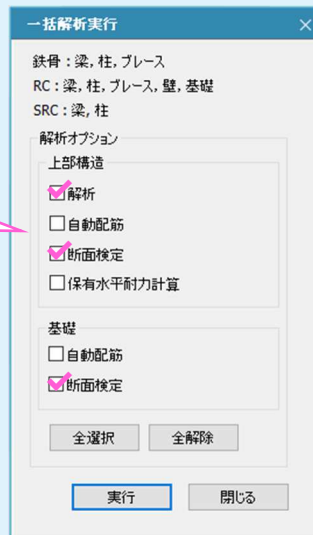 一括解析実行
鉄骨：梁, 柱, ブレース
RC：梁, 柱, ブレース, 壁, 基礎
SRC：梁, 柱
解析オプション
上部構造
解析
自動配筋
断面検定
保有水平耐力計算
基礎
自動配筋
断面検定
全選択 全解除
実行 閉じる